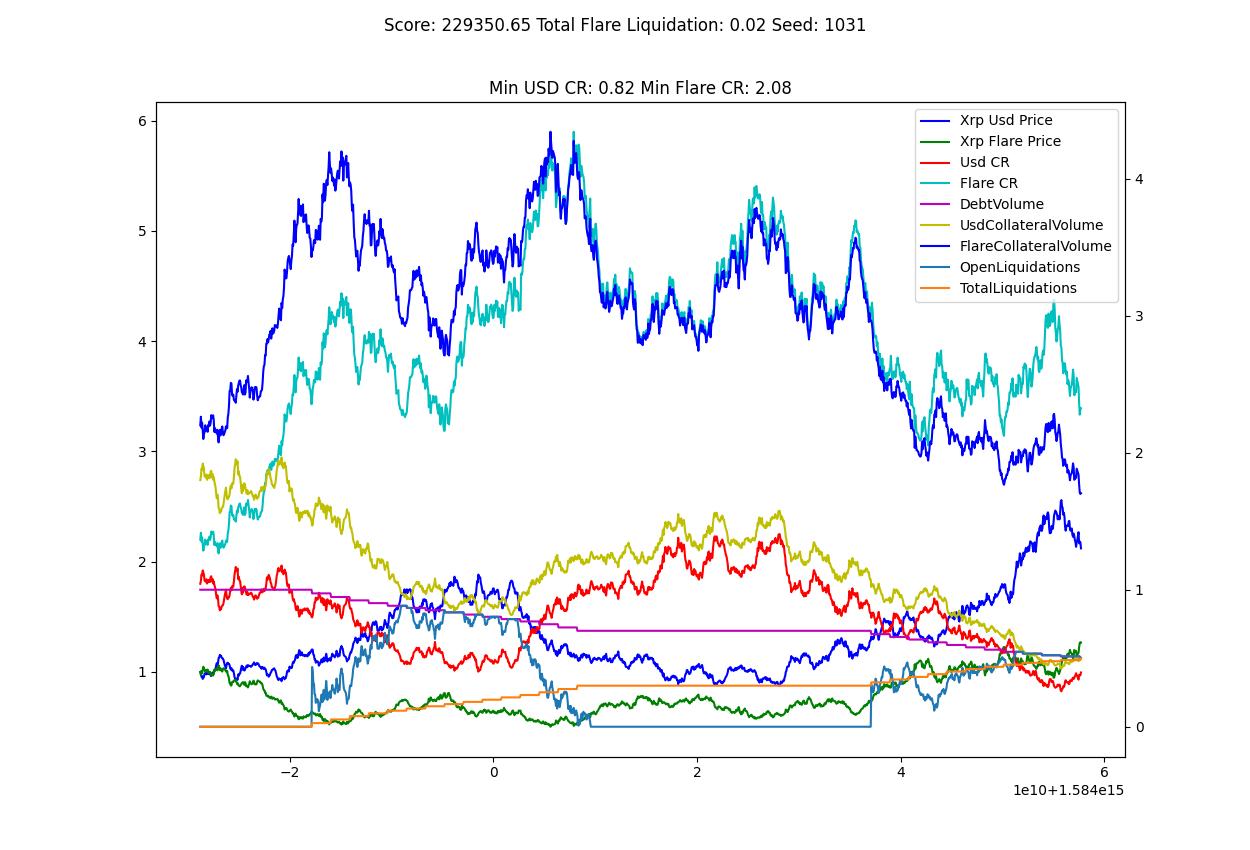 Score: 229350.65 Total Flare Liquidation: 0.02 Seed: 1031
Min USD CR: 0.82 Min Flare CR: 2.08
Xrp Usd Price
Xrp Flare Price
Usd CR
Flare CR
DebtVolume
UsdCollateralVolume
FlareCollateralVolume
OpenLiquidations
TotalLiquidations
6
5
4
3
2
1
4
3
2
1
0
−2
0
2
4
6
1e10+1.584e15